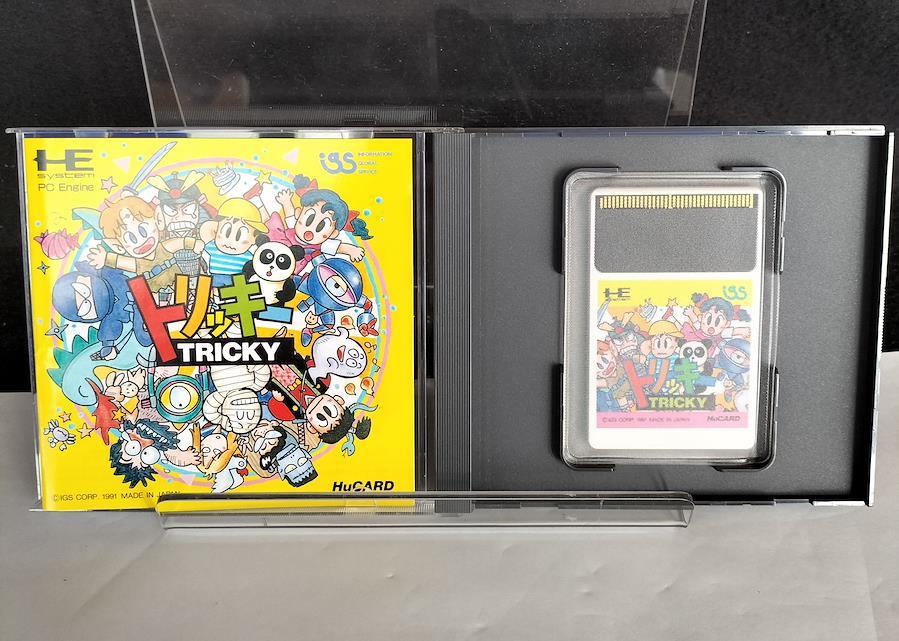 HE
system
PC Engine
igs INFORMATION
GLOBAL
SERVICE
トリッキー
TRICKY
©IGS CORP. 1991 MADE IN JAPAN
HuCARD
HE
igs
トリッキー
TRICKY
©IGS CORP. 1991 MADE IN JAPAN
HuCARD